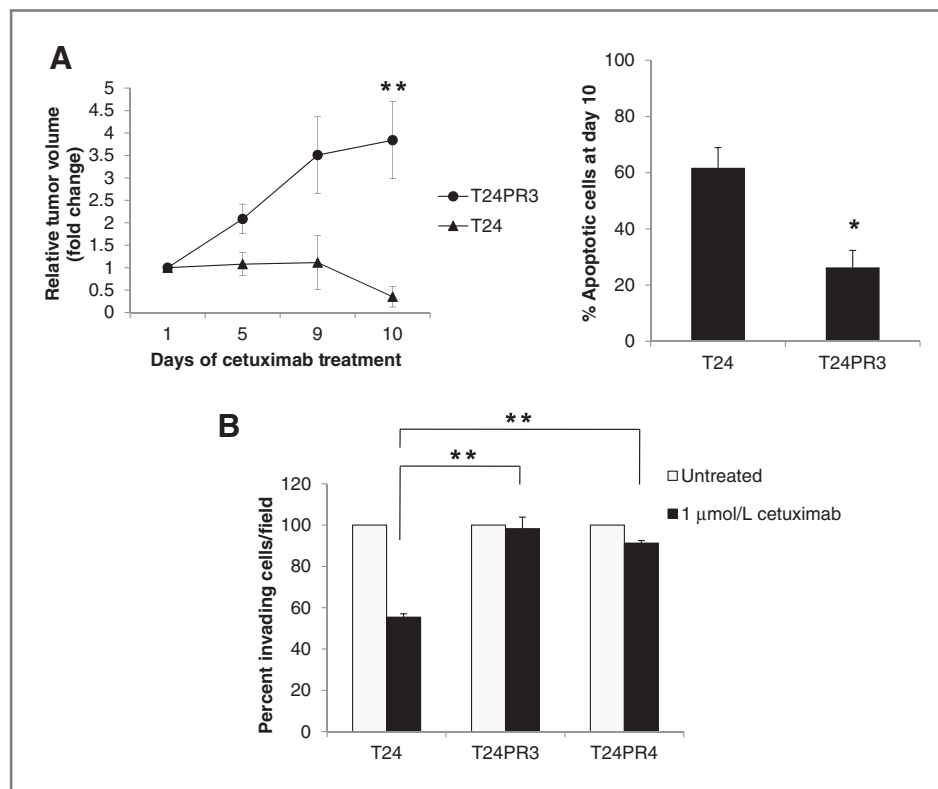 A
Relative tumor volume
(fold change)
5
4.5
4
3.5
3
2.5
2
1.5
1
0.5
0
**
T24PR3
T24
1
5
9
10
Days of cetuximab treatment
% Apoptotic cells at day 10
100
80
60
40
20
0
*
T24
T24PR3
B
**
**
Untreated
1 μmol/L cetuximab
Percent invading cells/field
120
100
80
60
40
20
0
T24
T24PR3
T24PR4